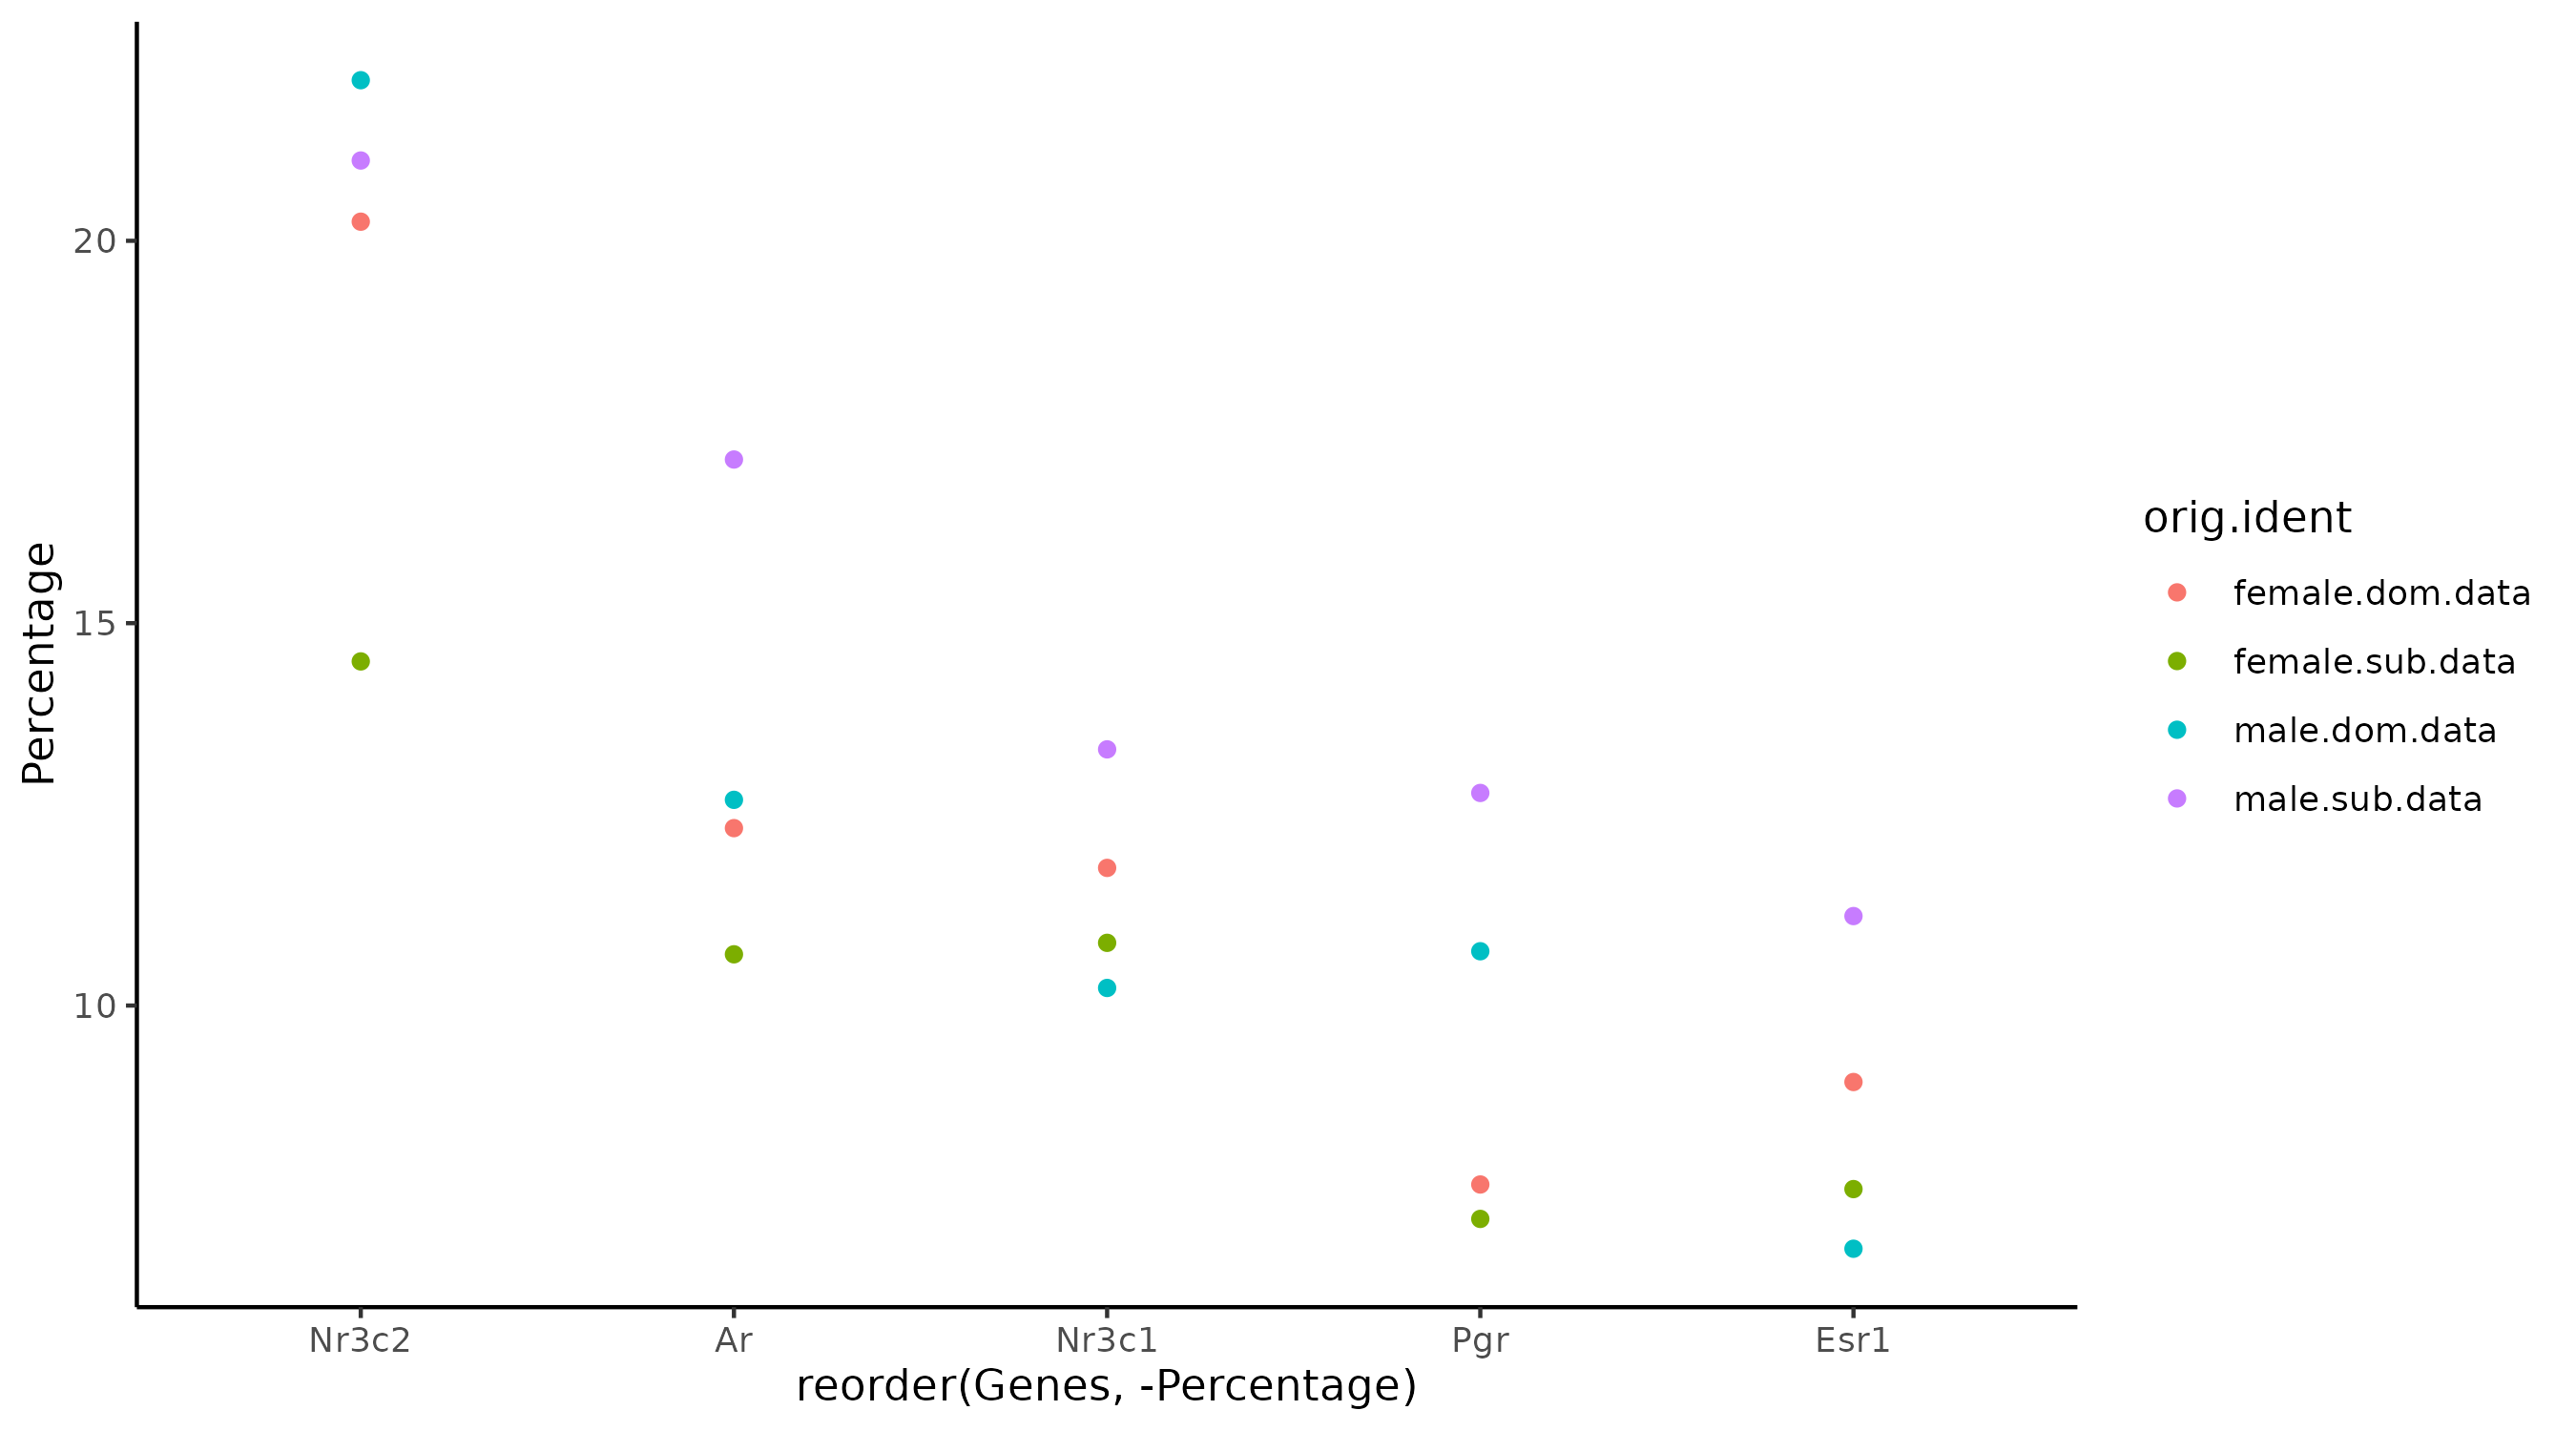 Percentage
20
15
10
Nr3c2 Ar Nr3c1 Pgr Esr1
reorder(Genes, -Percentage)
orig.ident
female.dom.data
female.sub.data
male.dom.data
male.sub.data